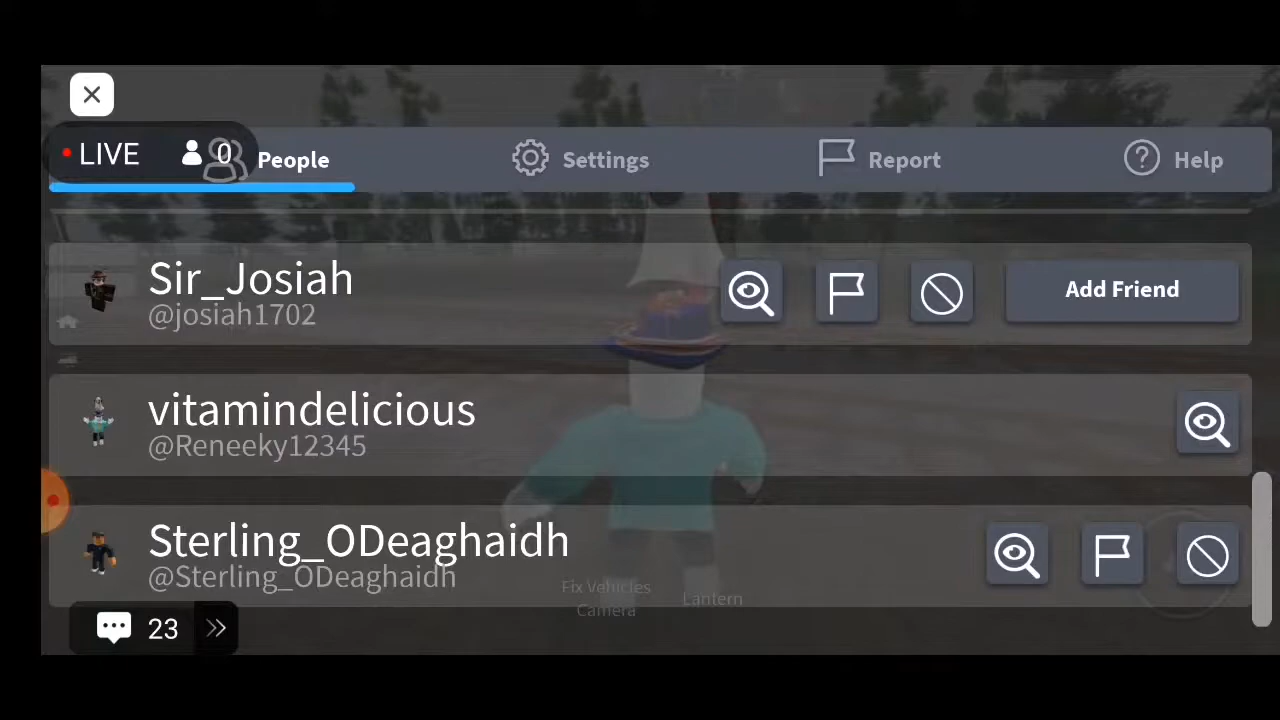 LIVE 0 People Settings Report Help
Sir_Josiah
@josiah1702
Add Friend
vitamindelicious
@Reneeky12345
Sterling_ODeaghaidh
@Sterling_ODeaghaidh
Fix Vehicles
Camera
Lantern
23